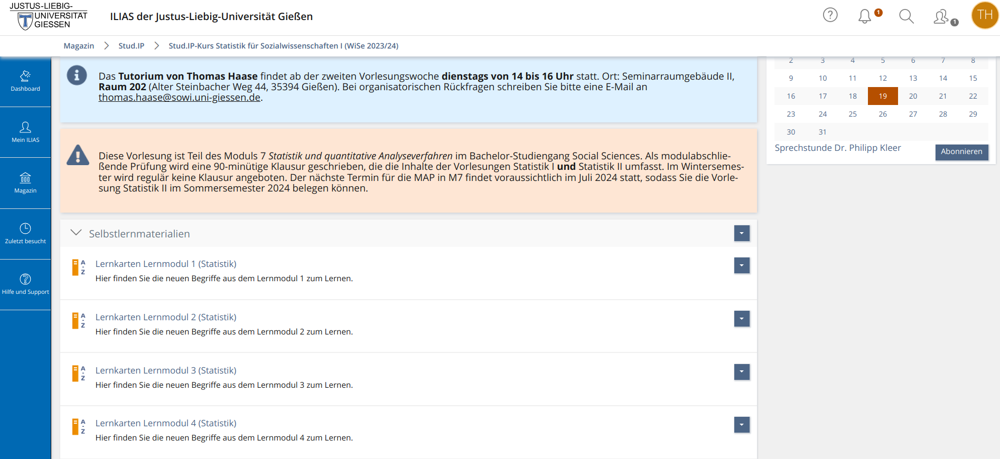 JUSTUS-LIEBIG-
UNIVERSITÄT
GIESSEN
ILIAS der Justus-Liebig-Universität Gießen
1
1
TH
Magazin
Stud.IP
Stud.IP-Kurs Statistik für Sozialwissenschaften I (WiSe 2023/24)
Dashboard
Mein ILIAS
Magazin
Zuletzt besucht
Hilfe und Support
Das Tutorium von Thomas Haase findet ab der zweiten Vorlesungswoche dienstags von 14 bis 16 Uhr statt. Ort: Seminarraumgebäude II,
Raum 202 (Alter Steinbacher Weg 44, 35394 Gießen). Bei organisatorischen Rückfragen schreiben Sie bitte eine E-Mail an
thomas.haase@sowi.uni-giessen.de.
Diese Vorlesung ist Teil des Moduls 7 Statistik und quantitative Analyseverfahren im Bachelor-Studiengang Social Sciences. Als modulabschlie-
ßende Prüfung wird eine 90-minütige Klausur geschrieben, die die Inhalte der Vorlesungen Statistik I und Statistik II umfasst. Im Wintersemes-
ter wird regulär keine Klausur angeboten. Der nächste Termin für die MAP in M7 findet voraussichtlich im Juli 2024 statt, sodass Sie die Vorle-
sung Statistik II im Sommersemester 2024 belegen können.
Selbstlernmaterialien
A-Z
Lernkarten Lernmodul 1 (Statistik)
Hier finden Sie die neuen Begriffe aus dem Lernmodul 1 zum Lernen.
A-Z
Lernkarten Lernmodul 2 (Statistik)
Hier finden Sie die neuen Begriffe aus dem Lernmodul 2 zum Lernen.
A-Z
Lernkarten Lernmodul 3 (Statistik)
Hier finden Sie die neuen Begriffe aus dem Lernmodul 3 zum Lernen.
A-Z
Lernkarten Lernmodul 4 (Statistik)
Hier finden Sie die neuen Begriffe aus dem Lernmodul 4 zum Lernen.
2 3 4 5 6 7 8
9 10 11 12 13 14 15
16 17 18 19 20 21 22
23 24 25 26 27 28 29
30 31
Sprechstunde Dr. Philipp Kleer
Abonnieren